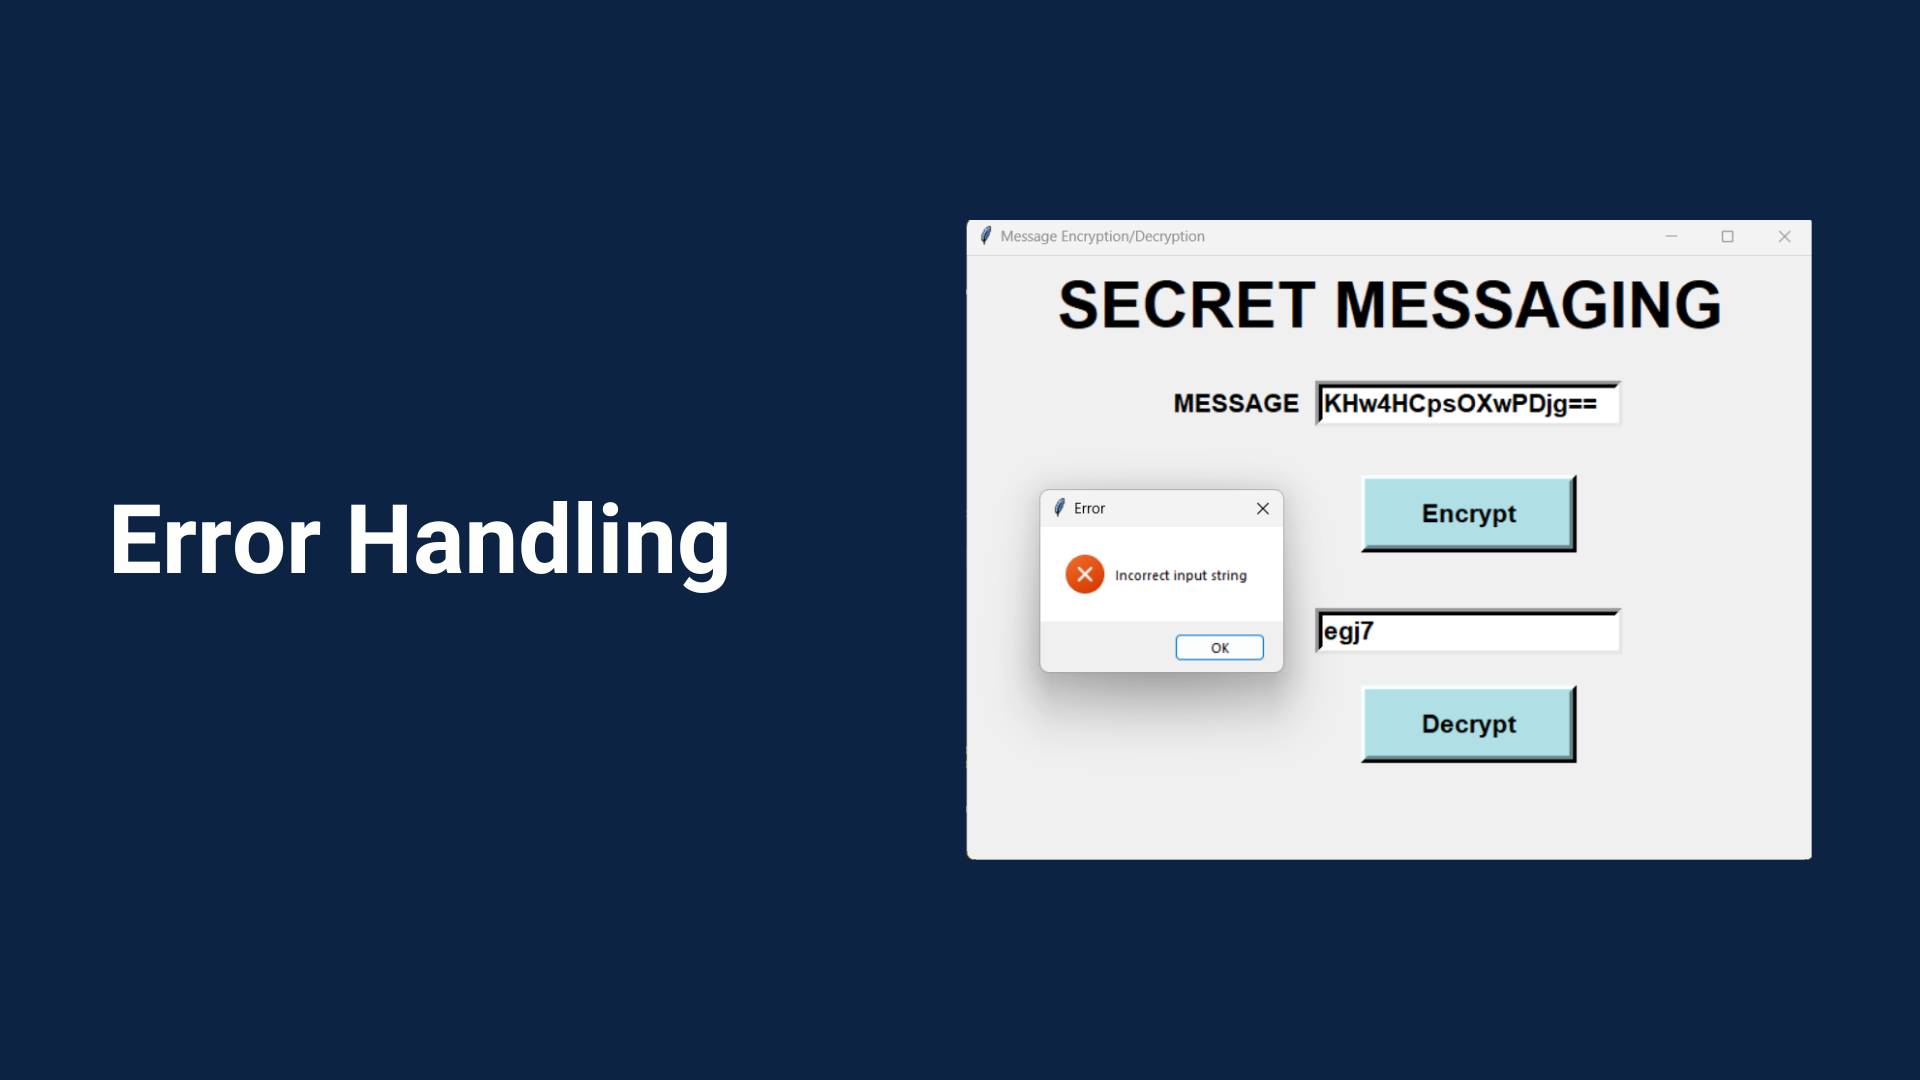 Error Handling
Message Encryption/Decryption
SECRET MESSAGING
MESSAGE KHw4HCpsOXwPDjg==
Encrypt
Error
Incorrect input string
OK
egj7
Decrypt